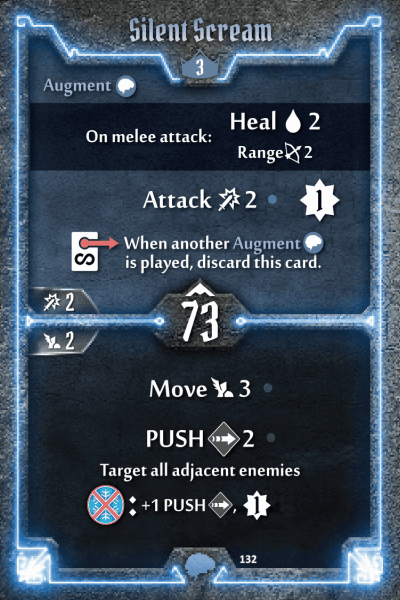 Silent Scream
3
Augment
On melee attack:
Heal 2
Range 2
Attack 2
1
When another Augment
is played, discard this card.
2
73
2
Move 3
PUSH 2
Target all adjacent enemies
: +1 PUSH , 1
132